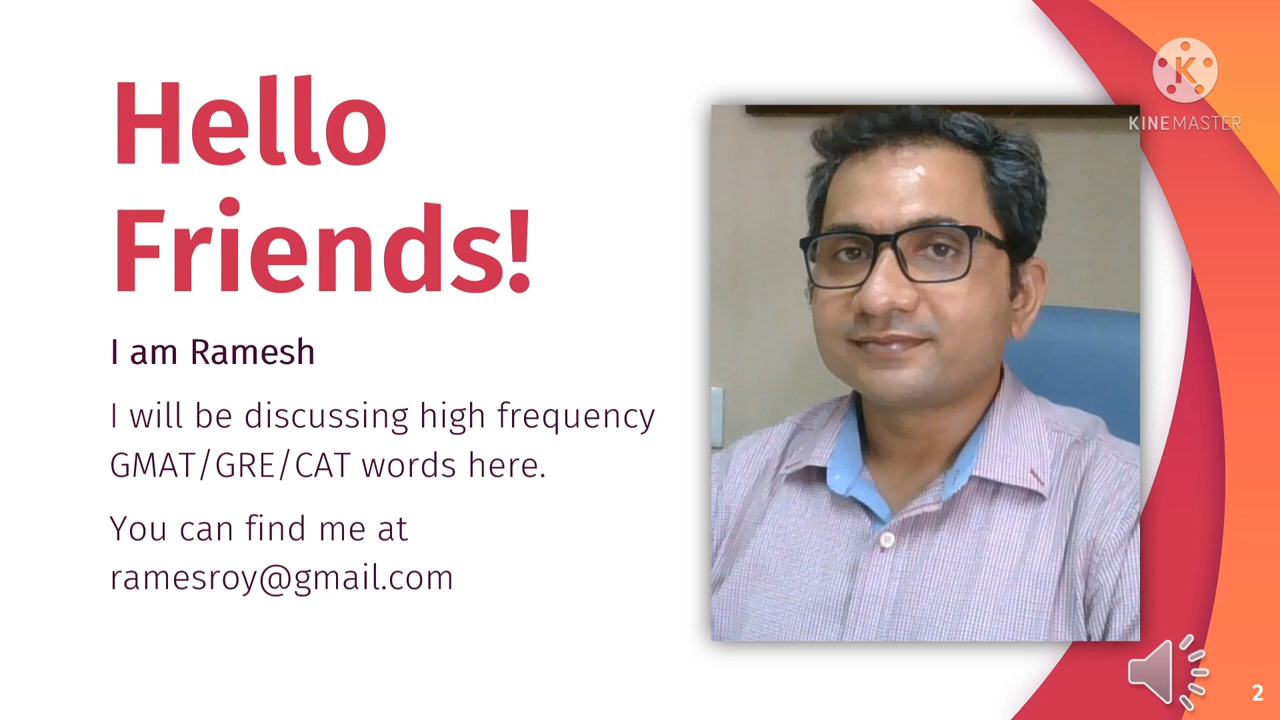 Hello
Friends!
I am Ramesh
I will be discussing high frequency
GMAT/GRE/CAT words here.
You can find me at
ramesroy@gmail.com
K
KINEMASTER
2